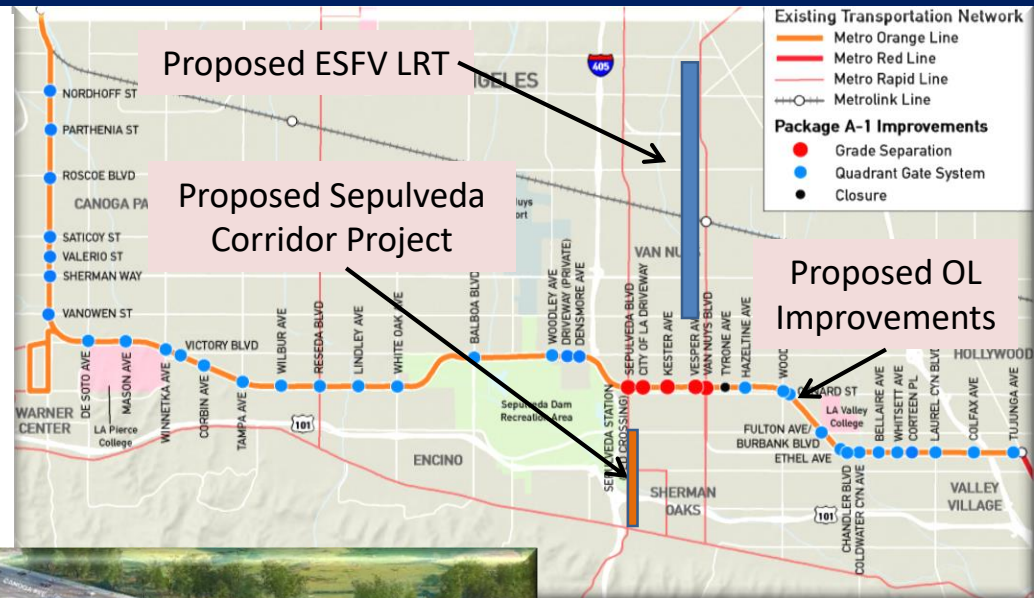 Proposed ESFV LRT
Proposed Sepulveda
Corridor Project
Proposed OL
Improvements
Existing Transportation Network
Metro Orange Line
Metro Red Line
Metro Rapid Line
Metrolink Line
Package A-1 Improvements
Grade Separation
Quadrant Gate System
Closure
405
GELES
NORDHOFF ST
PARTHENIA ST
ROSCOE BLVD
CANOGA PA
SATICOY ST
VALERIO ST
SHERMAN WAY
VANOWEN ST
VAN NUYS
DE SOTO AVE
MASON AVE
WINNETKA AVE
VICTORY BLVD
CORBIN AVE
TAMPA AVE
WILBUR AVE
RESEDA BLVD
LINDLEY AVE
WHITE OAK AVE
BALBOA BLVD
WOODLEY AVE
DRIVEWAY (PRIVATE)
DENSMORE AVE
SEPULVEDA BLVD
CITY OF LA DRIVEWAY
KESTER AVE
VESPER AV
VAN NUYS BLVD
TYRONE AVE
HAZELTINE AVE
WOO
HOLLYWOOD
WARNER
CENTER
LA Pierce
College
101
Sepulveda Dam
Recreation Area
ENCINO
SEPULVEDA STATION
CROSSING)
SHERMAN
OAKS
LA Valley
College
FULTON AVE/
BURBANK BLVD
ETHEL AVE
CHANDLER BLVD
COLDWATER CYN AVE
BELLAIRE AVE
WHITSETT AVE
CORTEEN PL
LAUREL CYN BLVD
COLFAX AVE
TUJUNGA AVE
101
VALLEY
VILLAGE
CANOGA AVE